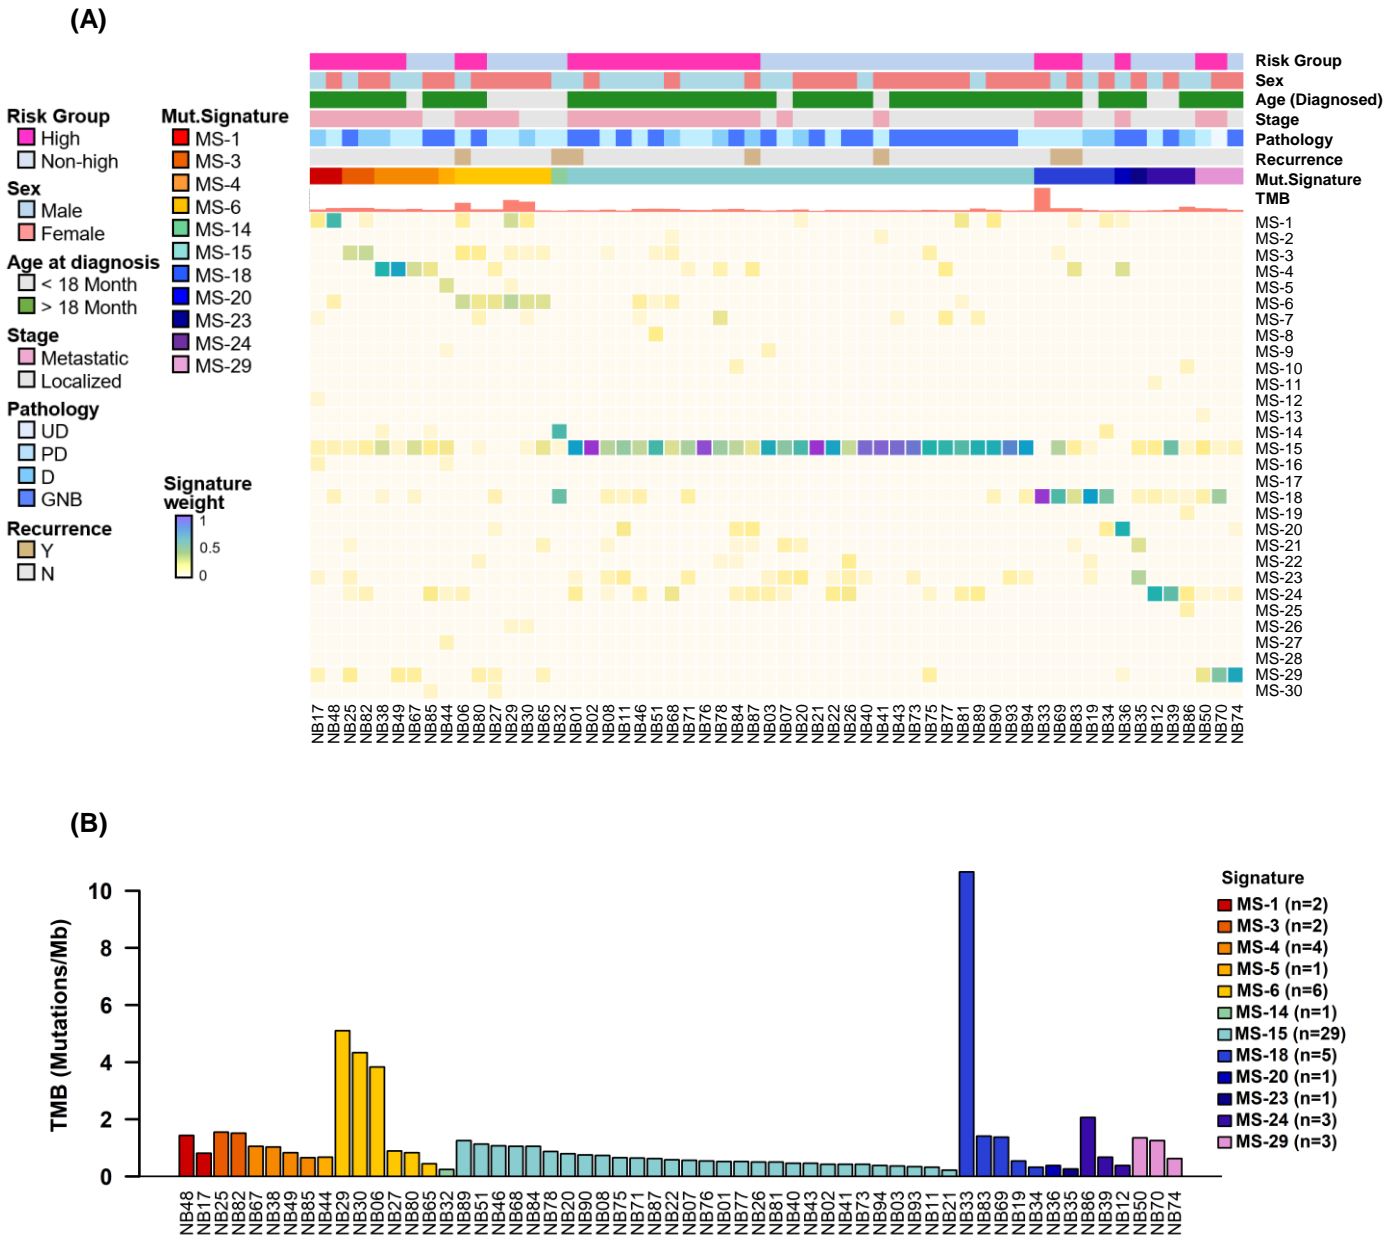 (A)
Risk Group
High
Non-high
Sex
Male
Female
Age at diagnosis
< 18 Month
> 18 Month
Stage
Metastatic
Localized
Pathology
UD
PD
D
GNB
Recurrence
Y
N
Mut.Signature
MS-1
MS-3
MS-4
MS-6
MS-14
MS-15
MS-18
MS-20
MS-23
MS-24
MS-29
Signature
weight
1
0.5
0
Risk Group
Sex
Age (Diagnosed)
Stage
Pathology
Recurrence
Mut.Signature
TMB
MS-1
MS-2
MS-3
MS-4
MS-5
MS-6
MS-7
MS-8
MS-9
MS-10
MS-11
MS-12
MS-13
MS-14
MS-15
MS-16
MS-17
MS-18
MS-19
MS-20
MS-21
MS-22
MS-23
MS-24
MS-25
MS-26
MS-27
MS-28
MS-29
MS-30
NB17 NB48 NB25 NB82 NB38 NB49 NB67 NB85 NB44 NB06 NB80 NB27 NB29 NB30 NB65 NB32 NB01 NB02 NB08 NB11 NB46 NB51 NB68 NB71 NB76 NB78 NB84 NB87 NB03 NB07 NB20 NB21 NB22 NB26 NB40 NB41 NB43 NB73 NB75 NB77 NB81 NB89 NB90 NB93 NB94 NB33 NB69 NB83 NB19 NB34 NB36 NB35 NB12 NB39 NB86 NB50 NB70 NB74
(B)
TMB (Mutations/Mb)
10
8
6
4
2
0
NB48 NB17 NB25 NB82 NB67 NB38 NB49 NB85 NB44 NB29 NB30 NB06 NB27 NB80 NB65 NB32 NB89 NB51 NB46 NB68 NB84 NB78 NB20 NB90 NB08 NB75 NB71 NB87 NB22 NB07 NB76 NB01 NB77 NB26 NB81 NB40 NB43 NB02 NB41 NB73 NB94 NB03 NB93 NB11 NB21 NB33 NB83 NB69 NB19 NB34 NB36 NB35 NB86 NB39 NB12 NB50 NB70 NB74
Signature
MS-1 (n=2)
MS-3 (n=2)
MS-4 (n=4)
MS-5 (n=1)
MS-6 (n=6)
MS-14 (n=1)
MS-15 (n=29)
MS-18 (n=5)
MS-20 (n=1)
MS-23 (n=1)
MS-24 (n=3)
MS-29 (n=3)